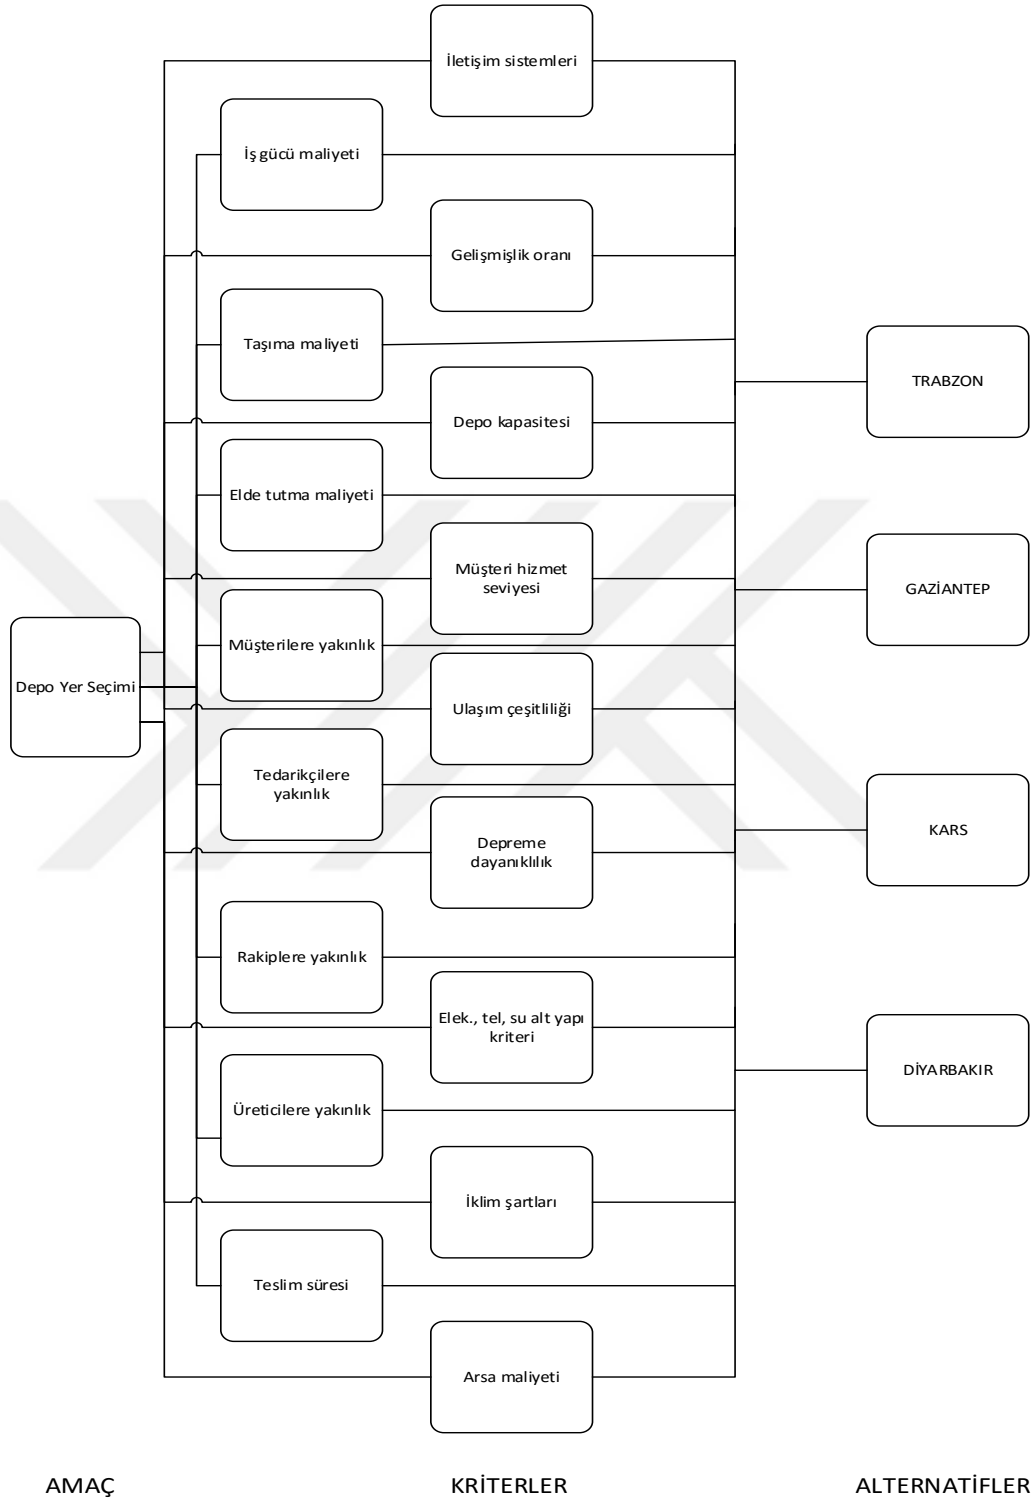 İletişim sistemleri
İş gücü maliyeti
Gelişmişlik oranı
Taşıma maliyeti
TRABZON
Depo kapasitesi
Elde tutma maliyeti
Müşteri hizmet
seviyesi
GAZİANTEP
Müşterilere yakınlık
Depo Yer Seçimi
Ulaşım çeşitliliği
Tedarikçilere
yakınlık
Depreme
dayanıklılık
KARS
Rakiplere yakınlık
Elek., tel, su alt yapı
kriteri
DİYARBAKIR
Üreticilere yakınlık
İklim şartları
Teslim süresi
Arsa maliyeti
AMAÇ
KRİTERLER
ALTERNATİFLER